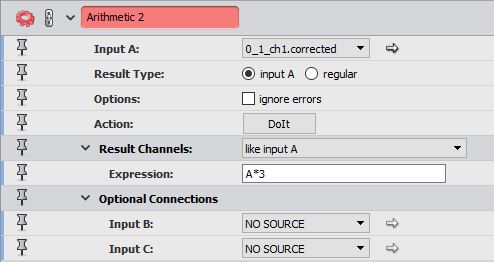 Arithmetic 2
Input A: 0_1_ch1.corrected
Result Type: input A regular
Options: ignore errors
Action: DoIt
Result Channels: like input A
Expression: A*3
Optional Connections
Input B: NO SOURCE
Input C: NO SOURCE